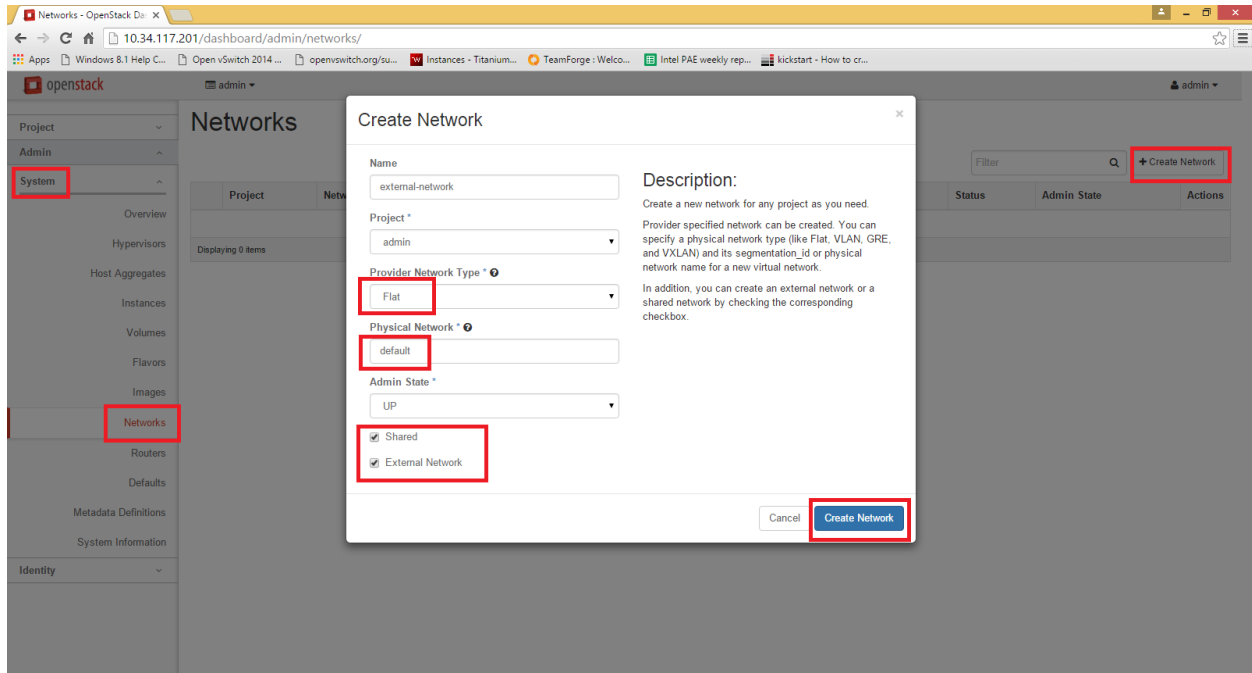 Networks - OpenStack Da
10.34.117.201/dashboard/admin/networks/
Apps Windows 8.1 Help C... Open vSwitch 2014 ... openvswitch.org/su... Instances - Titanium... TeamForge : Welco... Intel PAE weekly rep... kickstart - How to cr...
openstack admin admin
Project
Admin
System
Overview
Hypervisors
Host Aggregates
Instances
Volumes
Flavors
Images
Networks
Routers
Defaults
Metadata Definitions
System Information
Identity
Networks
Filter
+ Create Network
Project Netw Status Admin State Actions
Displaying 0 items
Create Network
×
Name
external-network
Project *
admin
Provider Network Type *
Flat
Physical Network *
default
Admin State *
UP
Shared
External Network
Description:
Create a new network for any project as you need.
Provider specified network can be created. You can
specify a physical network type (like Flat, VLAN, GRE,
and VXLAN) and its segmentation_id or physical
network name for a new virtual network.
In addition, you can create an external network or a
shared network by checking the corresponding
checkbox.
Cancel Create Network